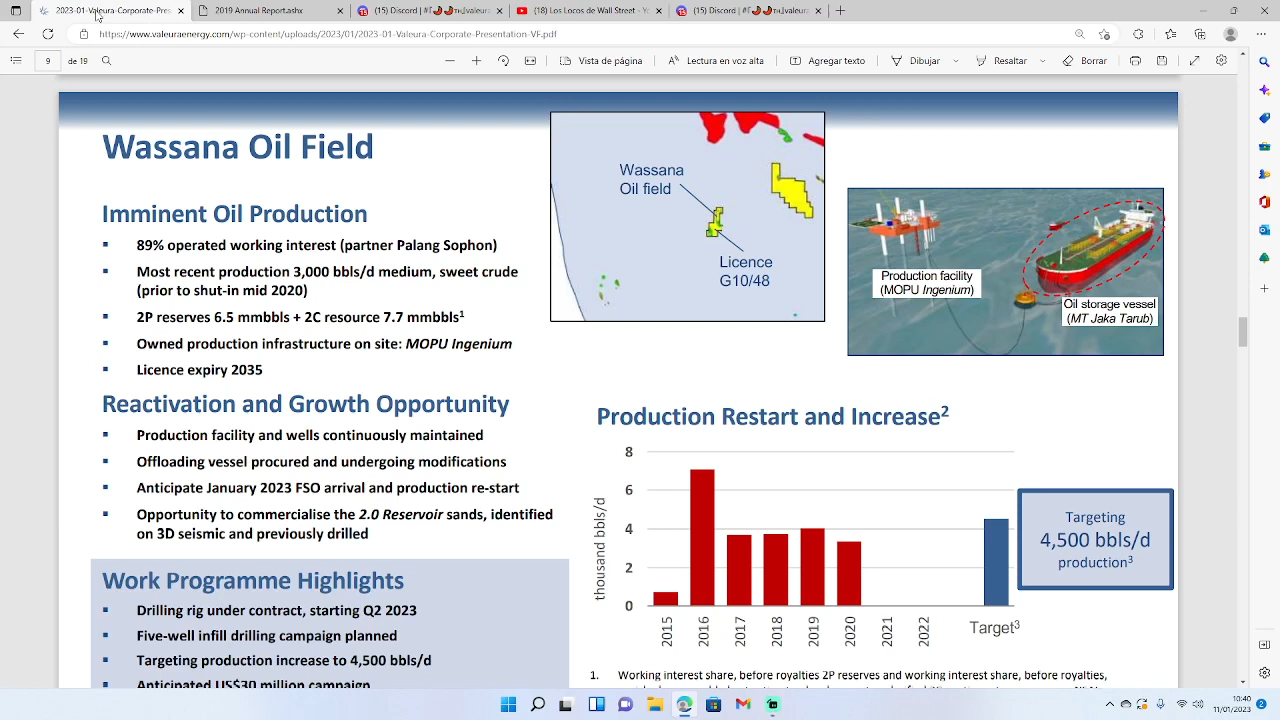 2023-01-Valeura-Corporate-Pres
2019 Annual Report.htsx
(15) Discord |
valeura
(18) Los Locos de Wall Street - Yo
(15) Discord |
valeura
https://www.valeuraenergy.com/wp-content/uploads/2023/01/2023-01-Valeura-Corporate-Presentation-VF.pdf
9 de 19
Vista de página
Lectura en voz alta
Agregar texto
Dibujar
Resaltar
Borrar
Wassana Oil Field
Imminent Oil Production
▪ 89% operated working interest (partner Palang Sophon)
▪ Most recent production 3,000 bbls/d medium, sweet crude
(prior to shut-in mid 2020)
▪ 2P reserves 6.5 mmbbls + 2C resource 7.7 mmbbls¹
▪ Owned production infrastructure on site: MOPU Ingenium
▪ Licence expiry 2035
Reactivation and Growth Opportunity
▪ Production facility and wells continuously maintained
▪ Offloading vessel procured and undergoing modifications
▪ Anticipate January 2023 FSO arrival and production re-start
▪ Opportunity to commercialise the 2.0 Reservoir sands, identified
on 3D seismic and previously drilled
Work Programme Highlights
▪ Drilling rig under contract, starting Q2 2023
▪ Five-well infill drilling campaign planned
▪ Targeting production increase to 4,500 bbls/d
▪ Anticipated US$30 million campaign
Wassana
Oil field
Licence
G10/48
Production facility
(MOPU Ingenium)
Oil storage vessel
(MT Jaka Tarub)
Production Restart and Increase²
thousand bbls/d
8
6
4
2
0
2015
2016
2017
2018
2019
2020
2021
2022
Target³
Targeting
4,500 bbls/d
production³
1. Working interest share, before royalties 2P reserves and working interest share, before royalties,
10:40
11/01/2023
2